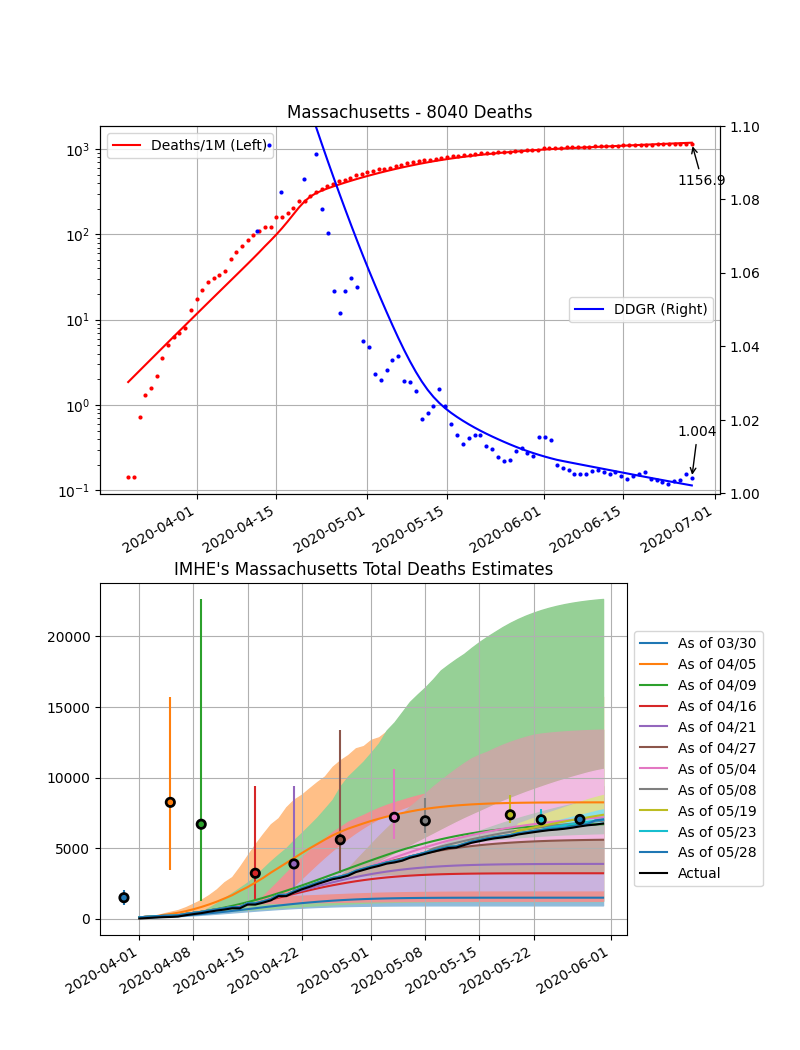 Massachusetts - 8040 Deaths
10³
10²
10¹
10⁰
10⁻¹
Deaths/1M (Left)
DDGR (Right)
1156.9
1.004
1.10
1.08
1.06
1.04
1.02
1.00
2020-04-01
2020-04-15
2020-05-01
2020-05-15
2020-06-01
2020-06-15
2020-07-01
IMHE's Massachusetts Total Deaths Estimates
20000
15000
10000
5000
0
2020-04-01
2020-04-08
2020-04-15
2020-04-22
2020-05-01
2020-05-08
2020-05-15
2020-05-22
2020-06-01
As of 03/30
As of 04/05
As of 04/09
As of 04/16
As of 04/21
As of 04/27
As of 05/04
As of 05/08
As of 05/19
As of 05/23
As of 05/28
Actual